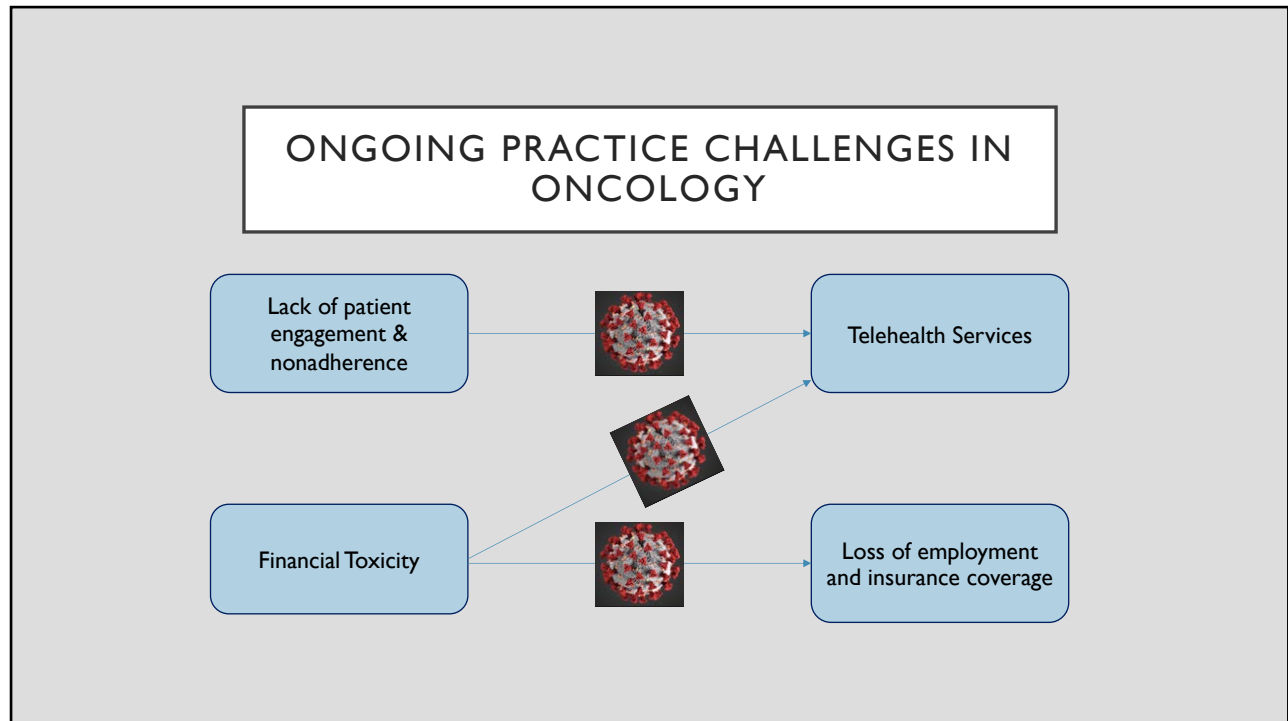 ONGOING PRACTICE CHALLENGES IN
ONCOLOGY
Lack of patient
engagement &
nonadherence
Telehealth Services
Financial Toxicity
Loss of employment
and insurance coverage